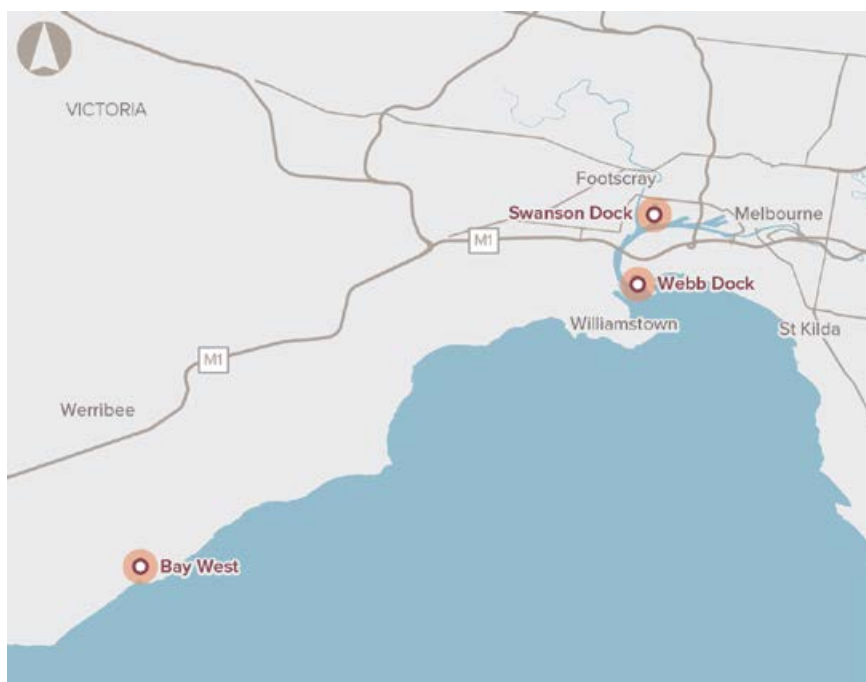 VICTORIA
Footscray
Swanson Dock
Melbourne
M1
Webb Dock
Williamstown
St Kilda
M1
Werribee
Bay West